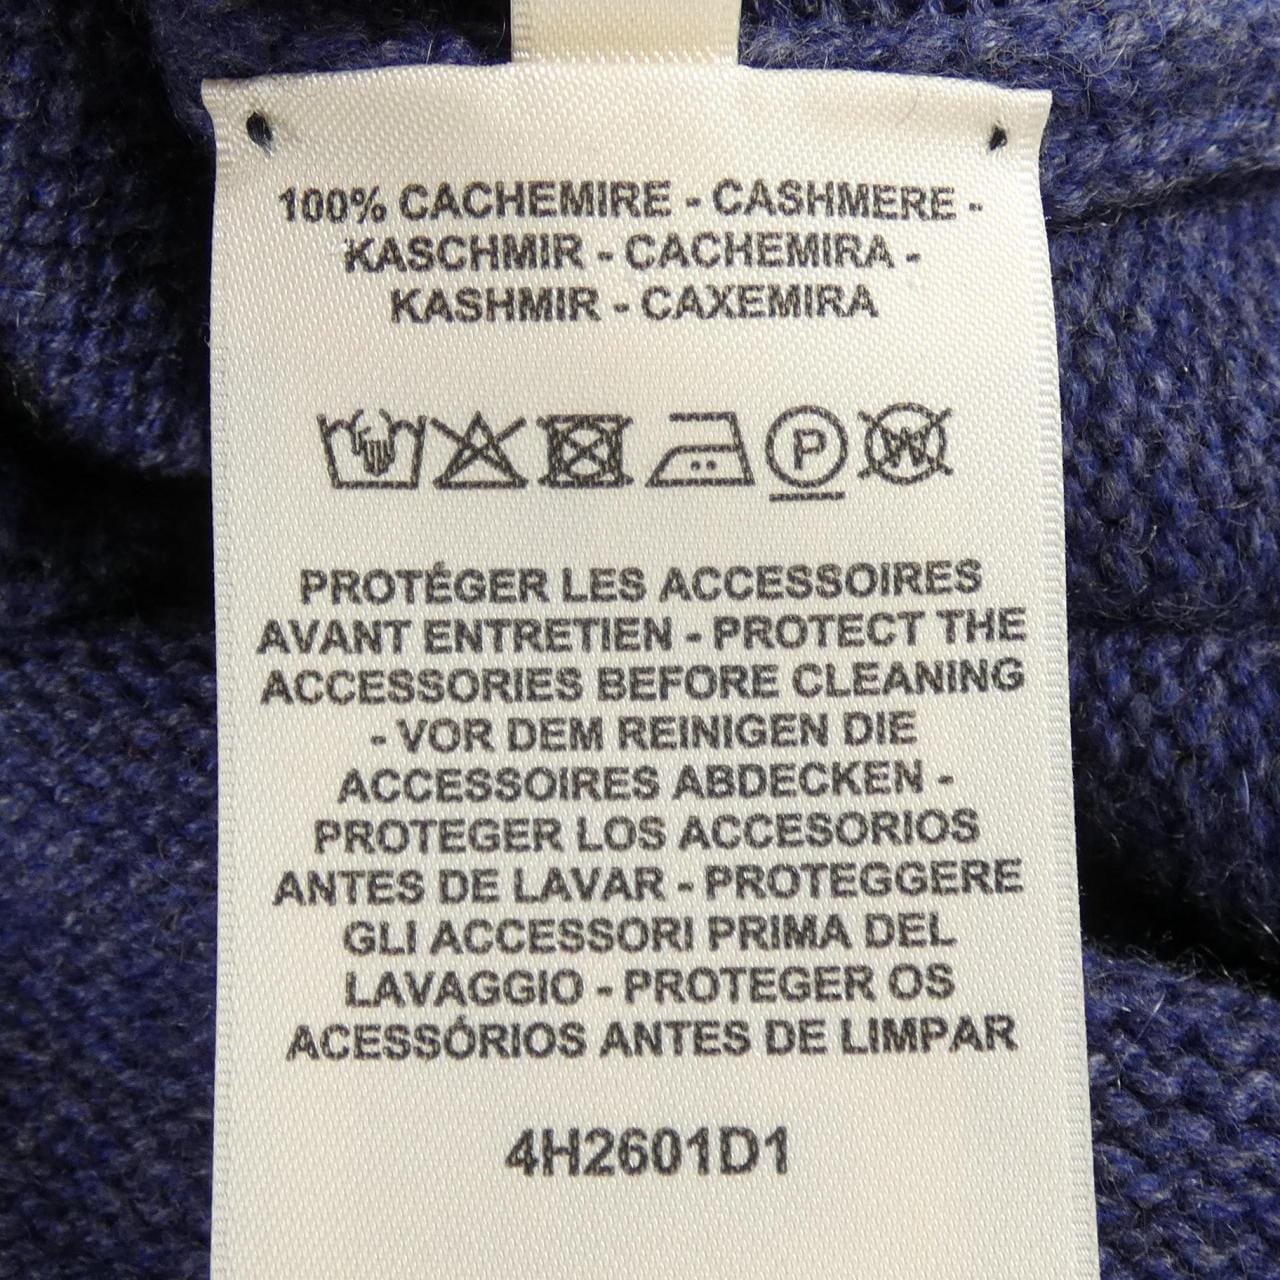 100% CACHEMIRE - CASHMERE -
KASCHMIR - CACHEMIRA -
KASHMIR - CAXEMIRA
P W
PROTÉGER LES ACCESSOIRES
AVANT ENTRETIEN - PROTECT THE
ACCESSORIES BEFORE CLEANING
- VOR DEM REINIGEN DIE
ACCESSOIRES ABDECKEN -
PROTEGER LOS ACCESORIOS
ANTES DE LAVAR - PROTEGGERE
GLI ACCESSORI PRIMA DEL
LAVAGGIO - PROTEGER OS
ACESSÓRIOS ANTES DE LIMPAR
4H2601D1